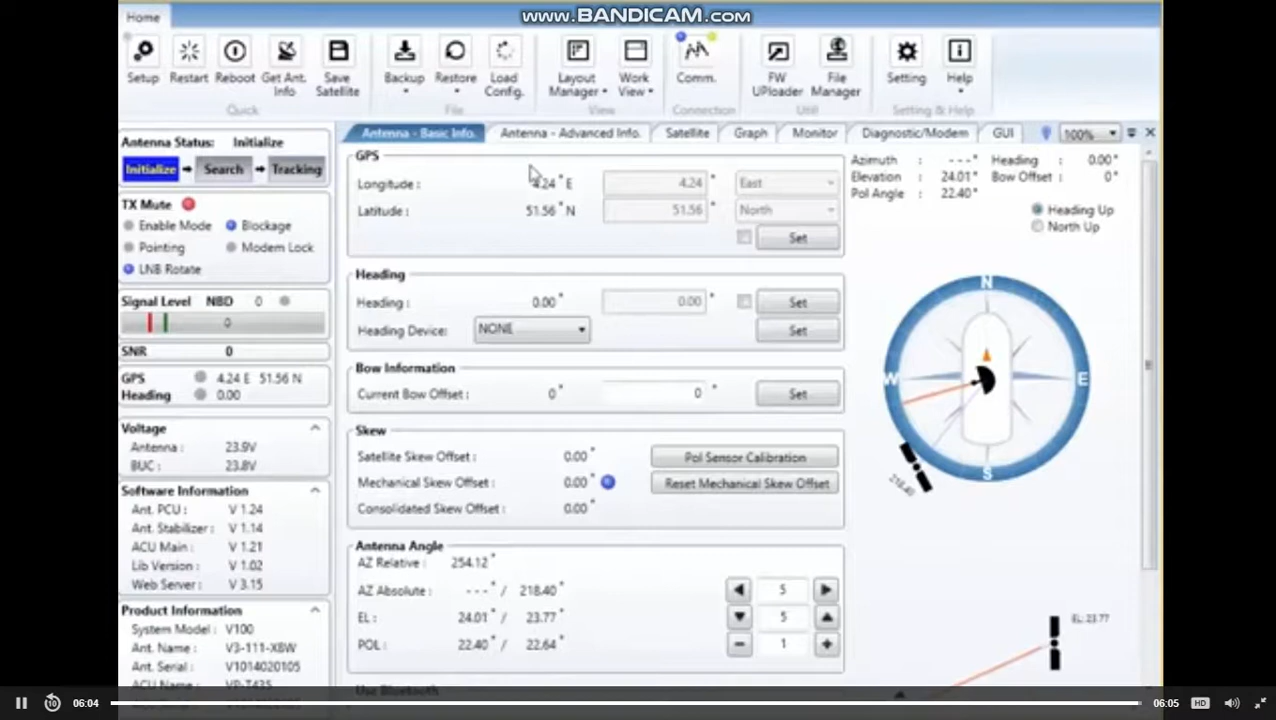 www.BANDICAM.com
Home
Setup Restart Reboot Get Ant. Info Save Satellite Backup Restore Load Config. Layout Manager View Work Comm. FW UPloader File Manager Setting Help
Quick File View Connection Util Setting & Help
Antenna Status: Initialize
Initialize Search Tracking
TX Mute
Enable Mode Blockage
Pointing Modem Lock
LNB Rotate
Signal Level NBD 0
0
SNR 0
GPS 4.24 E 51.56 N
Heading 0.00
Voltage
Antenna : 23.9V
BUC : 23.8V
Software Information
Ant. PCU : V 1.24
Ant. Stabilizer : V 1.14
ACU Main : V 1.21
Lib Version : V 1.02
Web Server : V 3.15
Product Information
System Model : V100
Ant. Name : V3-111-XBW
Ant. Serial : V1014020105
ACU Name : VP-T435
Antenna - Basic Info. Antenna - Advanced Info. Satellite Graph Monitor Diagnostic/Modem GUI 100%
GPS
Longitude : 4.24 ° E 4.24 ° East
Latitude : 51.56 ° N 51.56 ° North
Set
Heading
Heading : 0.00 ° 0.00 ° Set
Heading Device: NONE Set
Bow Information
Current Bow Offset : 0 ° 0 ° Set
Skew
Satellite Skew Offset : 0.00 ° Pol Sensor Calibration
Mechanical Skew Offset : 0.00 ° Reset Mechanical Skew Offset
Consolidated Skew Offset : 0.00 °
Antenna Angle
AZ Relative : 254.12 °
AZ Absolute : - - - ° / 218.40 ° 5
EL : 24.01 ° / 23.77 ° 5
POL : 22.40 ° / 22.64 ° 1
Use Bluetooth
Azimuth : - - - ° Heading : 0.00 °
Elevation : 24.01 ° Bow Offset : 0 °
Pol Angle : 22.40 °
Heading Up
North Up
N
W E
S
218.40
EL: 23.77
06:04 06:05 HD